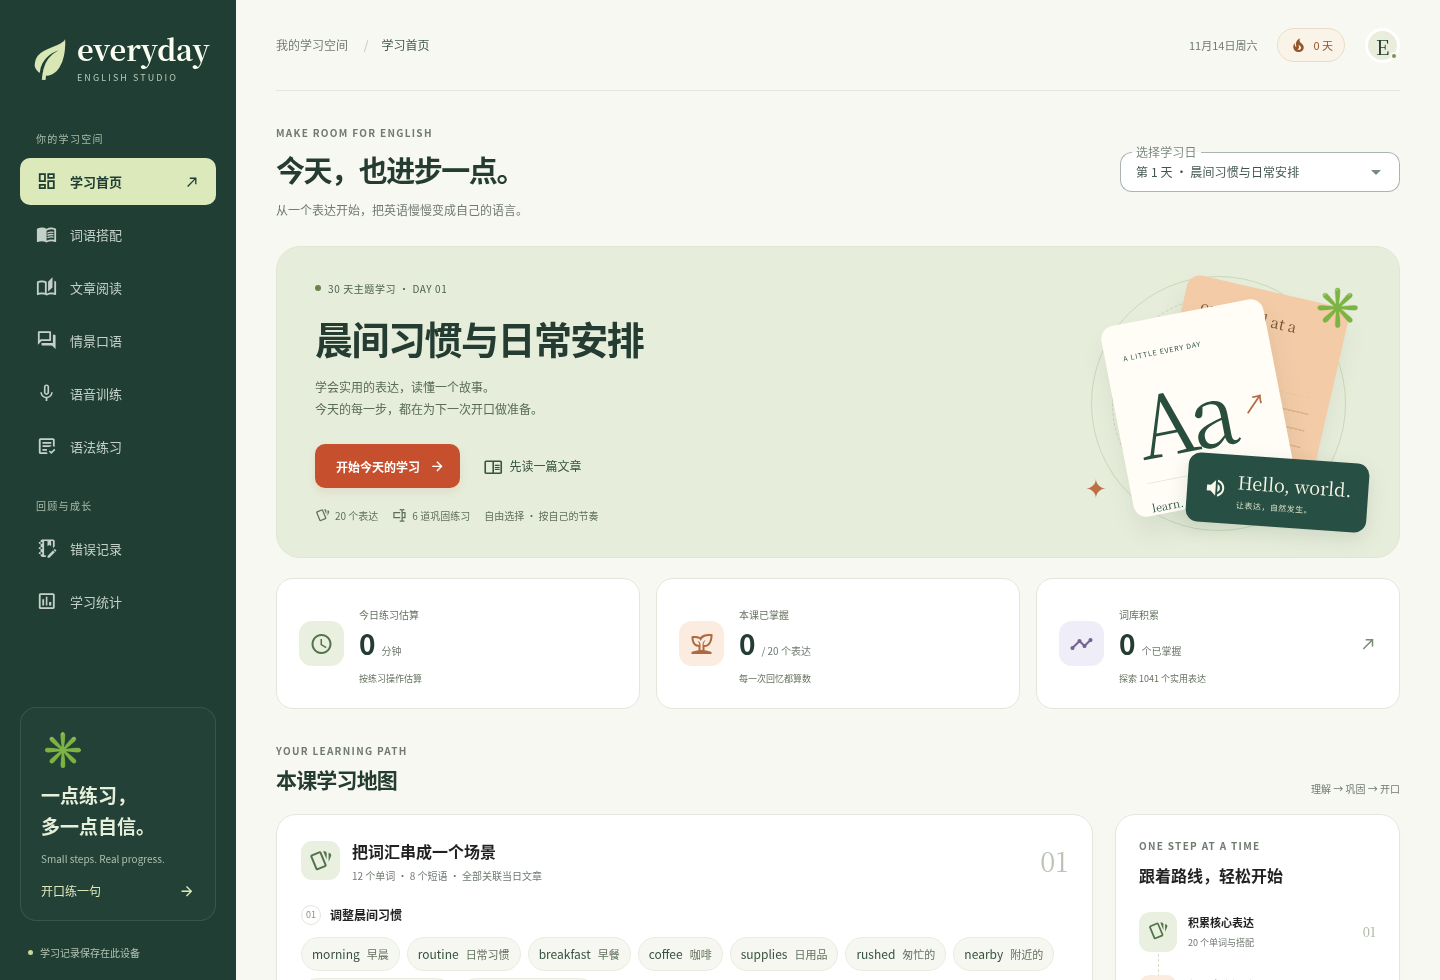 everyday
ENGLISH STUDIO
你的学习空间
学习首页
词语搭配
文章阅读
情景口语
语音训练
语法练习
回顾与成长
错误记录
学习统计
一点练习，
多一点自信。
Small steps. Real progress.
开口练一句
学习记录保存在此设备
我的学习空间 / 学习首页
11月14日周六
0 天
E.
MAKE ROOM FOR ENGLISH
今天，也进步一点。
从一个表达开始，把英语慢慢变成自己的语言。
选择学习日
第 1 天 · 晨间习惯与日常安排
30 天主题学习 · DAY 01
晨间习惯与日常安排
学会实用的表达，读懂一个故事。
今天的每一步，都在为下一次开口做准备。
开始今天的学习
先读一篇文章
20 个表达
6 道巩固练习
自由选择 · 按自己的节奏
at a
A LITTLE EVERY DAY
Aa
learn.
Hello, world.
让表达，自然发生。
今日练习估算
0 分钟
按练习操作估算
本课已掌握
0 / 20 个表达
每一次回忆都算数
词库积累
0 个已掌握
探索 1041 个实用表达
YOUR LEARNING PATH
本课学习地图
理解 → 巩固 → 开口
把词汇串成一个场景
12 个单词 · 8 个短语 · 全部关联当日文章
01
01 调整晨间习惯
morning 早晨
routine 日常习惯
breakfast 早餐
coffee 咖啡
supplies 日用品
rushed 匆忙的
nearby 附近的
ONE STEP AT A TIME
跟着路线，轻松开始
积累核心表达
20 个单词与搭配
01